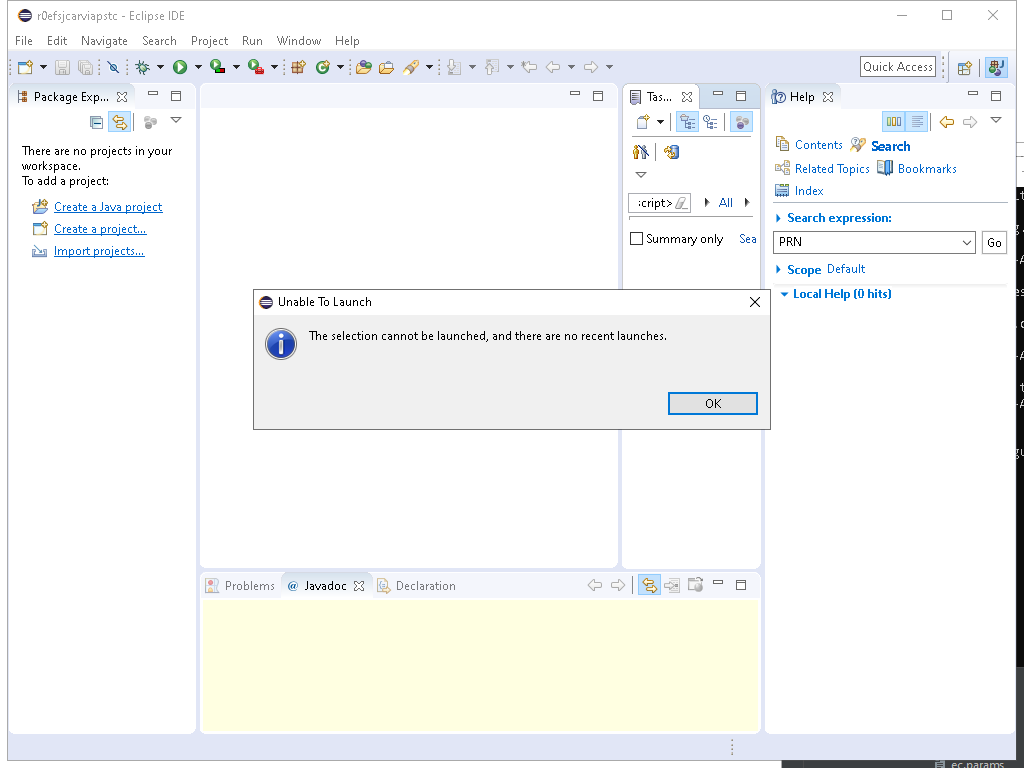 r0efsjcarviapstc - Eclipse IDE
File Edit Navigate Search Project Run Window Help
Quick Access
Package Exp...
There are no projects in your
workspace.
To add a project:
Create a Java project
Create a project...
Import projects...
Tas...
:cript>
All
Summary only
Sea
Help
Contents
Search
Related Topics
Bookmarks
Index
Search expression:
PRN
Go
Scope Default
Local Help (0 hits)
Unable To Launch
The selection cannot be launched, and there are no recent launches.
OK
Problems
@ Javadoc
Declaration
ec.params